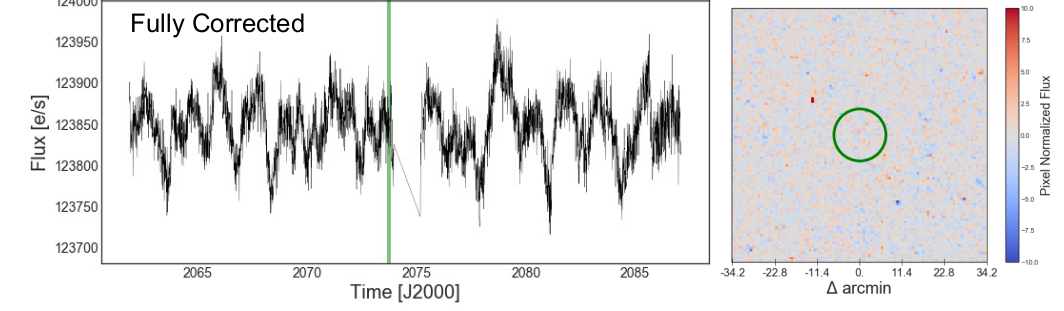 124000
Fully Corrected
123950
123900
123850
123800
123750
123700
Flux [e/s]
2065 2070 2075 2080 2085
Time [J2000]
-34.2 -22.8 -11.4 0. 11.4 22.8 34.2
Δ arcmin
10.0
7.5
5.0
2.5
0.0
−2.5
−5.0
−7.5
−10.0
Pixel Normalized Flux